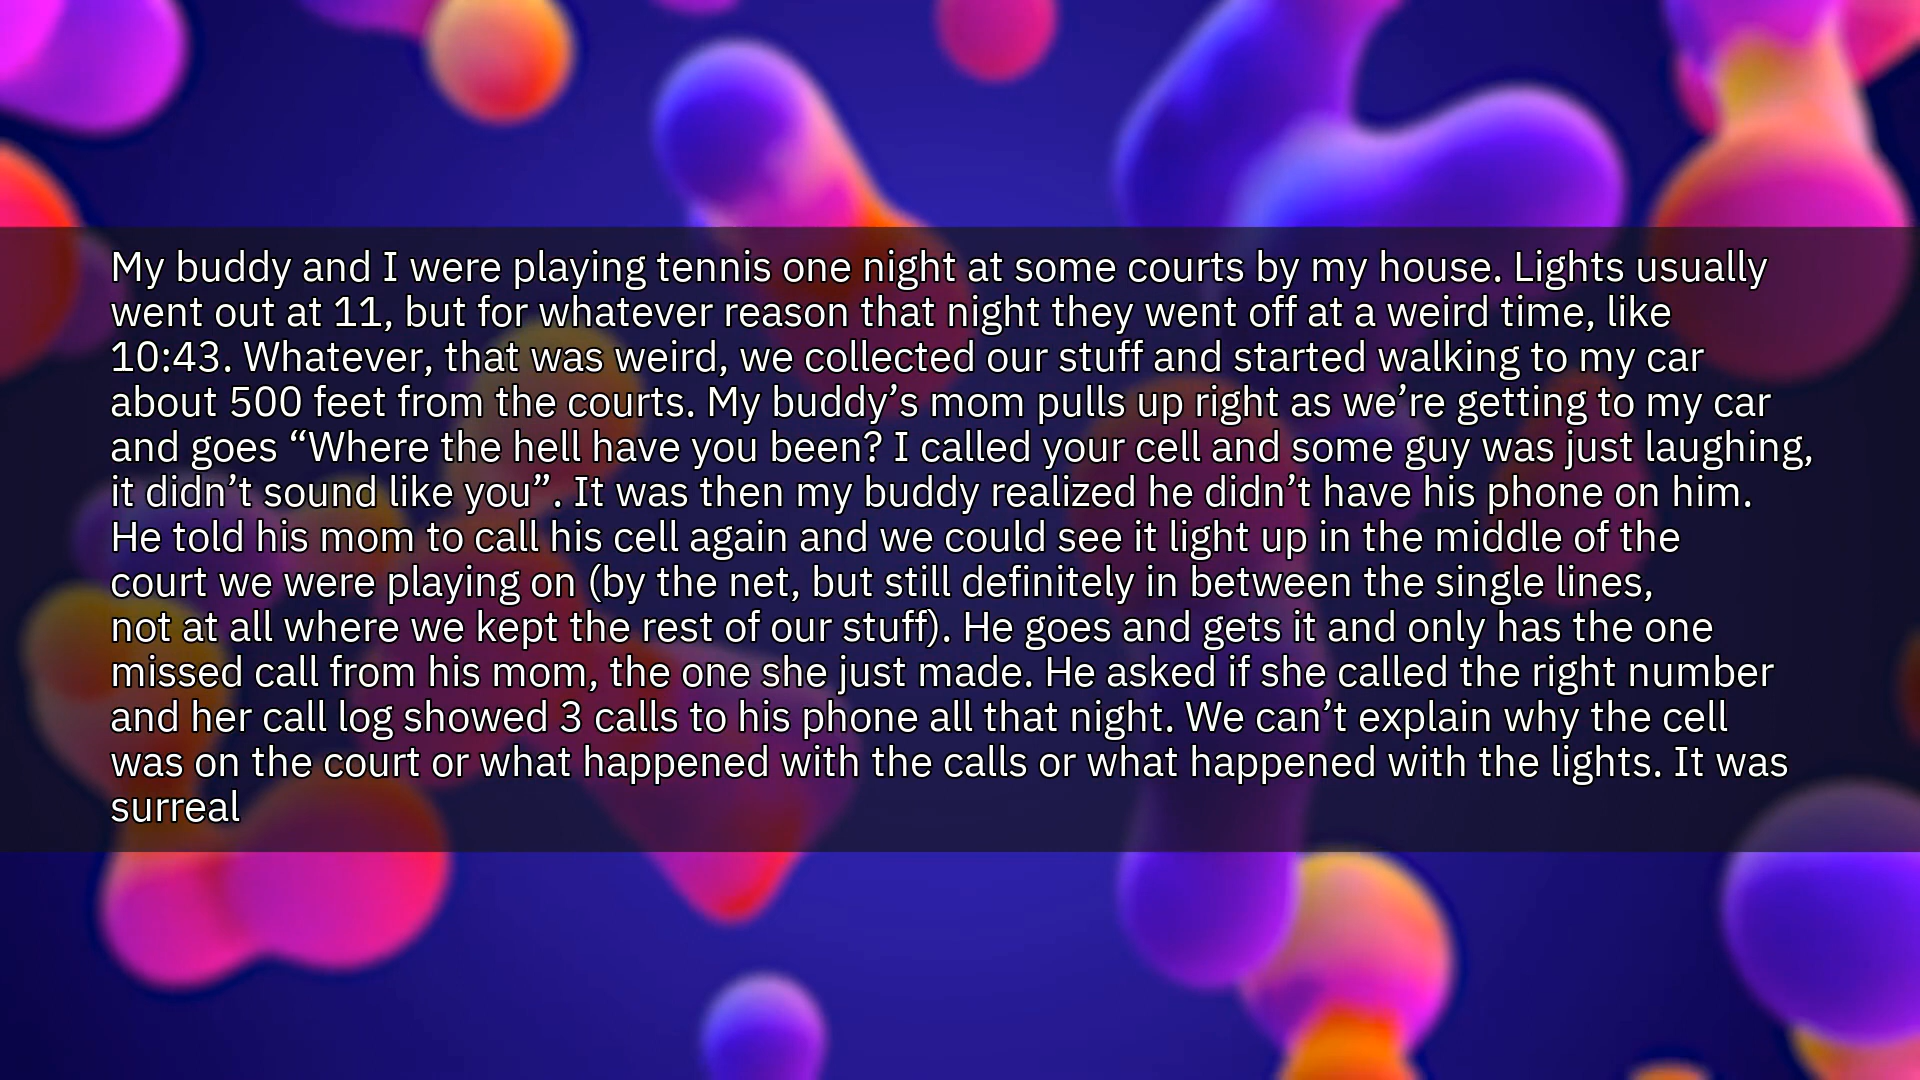 My buddy and I were playing tennis one night at some courts by my house. Lights usually
went out at 11, but for whatever reason that night they went off at a weird time, like
10:43. Whatever, that was weird, we collected our stuff and started walking to my car
about 500 feet from the courts. My buddy’s mom pulls up right as we’re getting to my car
and goes “Where the hell have you been? I called your cell and some guy was just laughing,
it didn’t sound like you”. It was then my buddy realized he didn’t have his phone on him.
He told his mom to call his cell again and we could see it light up in the middle of the
court we were playing on (by the net, but still definitely in between the single lines,
not at all where we kept the rest of our stuff). He goes and gets it and only has the one
missed call from his mom, the one she just made. He asked if she called the right number
and her call log showed 3 calls to his phone all that night. We can’t explain why the cell
was on the court or what happened with the calls or what happened with the lights. It was
surreal